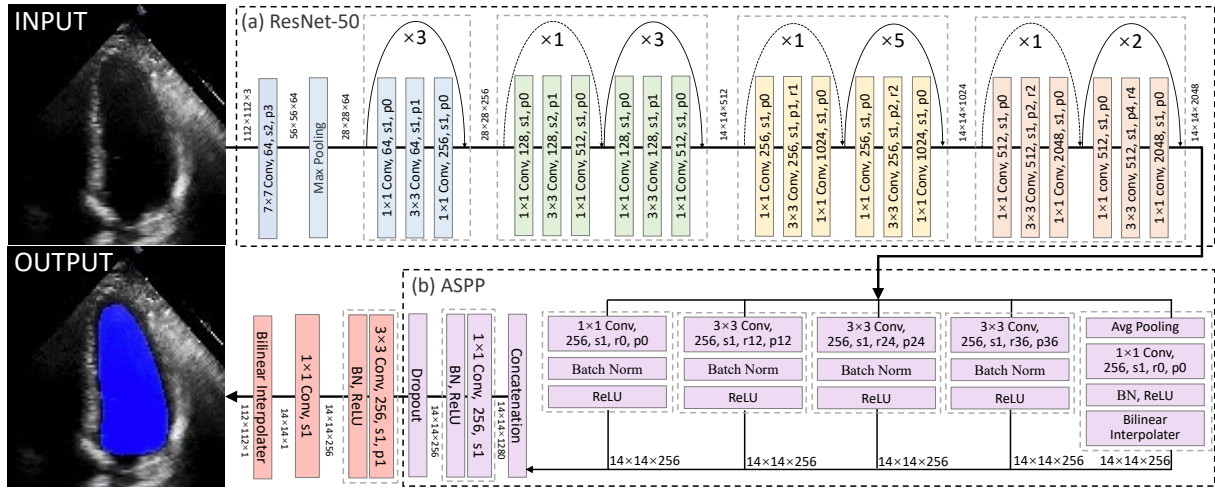 INPUT
(a) ResNet-50
112×112×3
7×7 Conv, 64, s2, p3
56×56×64
Max Pooling
28×28×64
×3
1×1 Conv, 64, s1, p0
3×3 Conv, 64, s1, p1
1×1 Conv, 256, s1, p0
28×28×256
×1
1×1 Conv, 128, s1, p0
3×3 Conv, 128, s2, p1
1×1 Conv, 512, s1, p0
×3
1×1 Conv, 128, s1, p0
3×3 Conv, 128, s1, p1
1×1 Conv, 512, s1, p0
14×14×512
×1
1×1 Conv, 256, s1, p0
3×3 Conv, 256, s1, p1, r1
1×1 Conv, 1024, s1, p0
×5
1×1 Conv, 256, s1, p0
3×3 Conv, 256, s1, p2, r2
1×1 Conv, 1024, s1, p0
14×14×1024
×1
1×1 Conv, 512, s1, p0
3×3 Conv, 512, s1, p2, r2
1×1 Conv, 2048, s1, p0
×2
1×1 conv, 512, s1, p0
3×3 conv, 512, s1, p4, r4
1×1 conv, 2048, s1, p0
14×14×2048
OUTPUT
(b) ASPP
1×1 Conv,
256, s1, r0, p0
Batch Norm
ReLU
14×14×256
3×3 Conv,
256, s1, r12, p12
Batch Norm
ReLU
14×14×256
3×3 Conv,
256, s1, r24, p24
Batch Norm
ReLU
14×14×256
3×3 Conv,
256, s1, r36, p36
Batch Norm
ReLU
14×14×256
Avg Pooling
1×1 Conv,
256, s1, r0, p0
BN, ReLU
Bilinear
Interpolater
14×14×256
Concatenation
14×14×1280
1×1 Conv, 256, s1
BN, ReLU
14×14×256
Dropout
3×3 Conv, 256, s1, p1
BN, ReLU
14×14×256
1×1 Conv, s1
14×14×1
Bilinear Interpolater
112×112×1